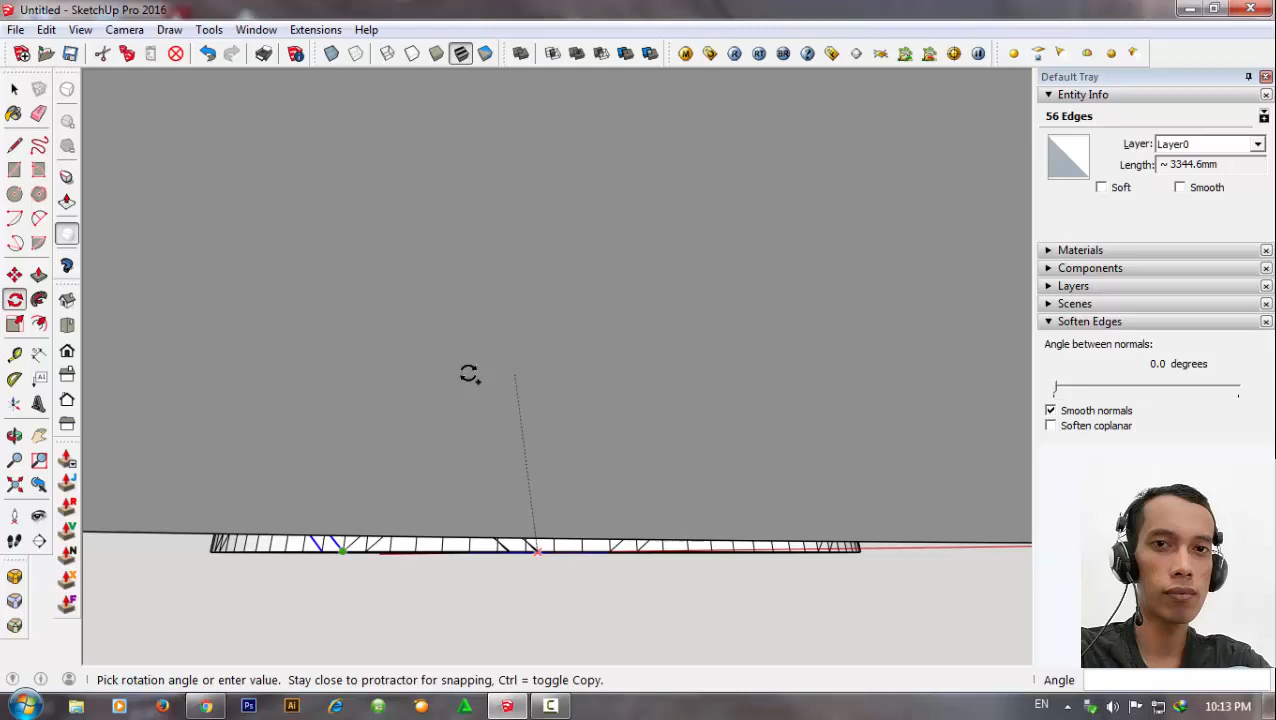 Untitled - SketchUp Pro 2016
File Edit View Camera Draw Tools Window Extensions Help
Default Tray
Entity Info
56 Edges
Layer: Layer0
Length: ~ 3344.6mm
Soft Smooth
Materials
Components
Layers
Scenes
Soften Edges
Angle between normals:
0.0 degrees
Smooth normals
Soften coplanar
Pick rotation angle or enter value. Stay close to protractor for snapping, Ctrl = toggle Copy.
Angle
EN
10:13 PM